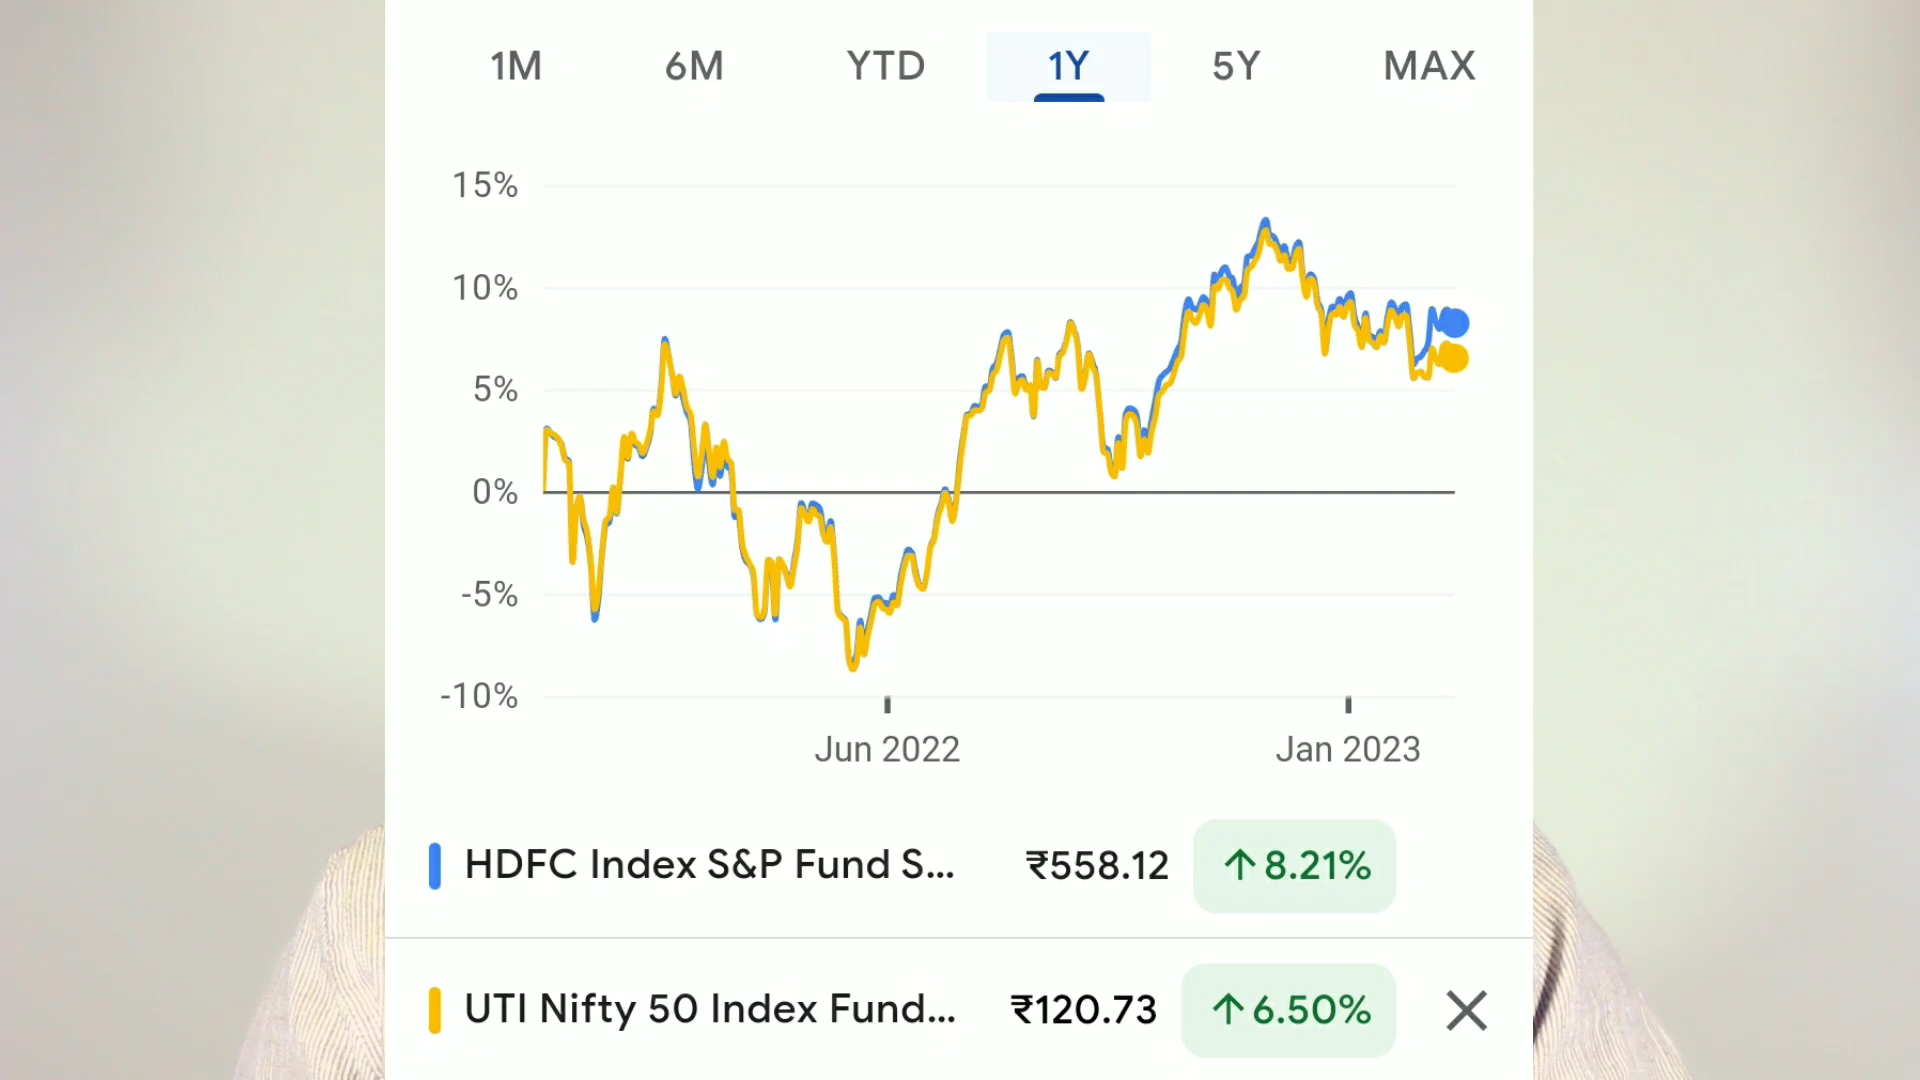 1M 6M YTD 1Y 5Y MAX
15%
10%
5%
0%
-5%
-10%
Jun 2022 Jan 2023
HDFC Index S&P Fund S... ₹558.12 ↑8.21%
UTI Nifty 50 Index Fund... ₹120.73 ↑6.50%